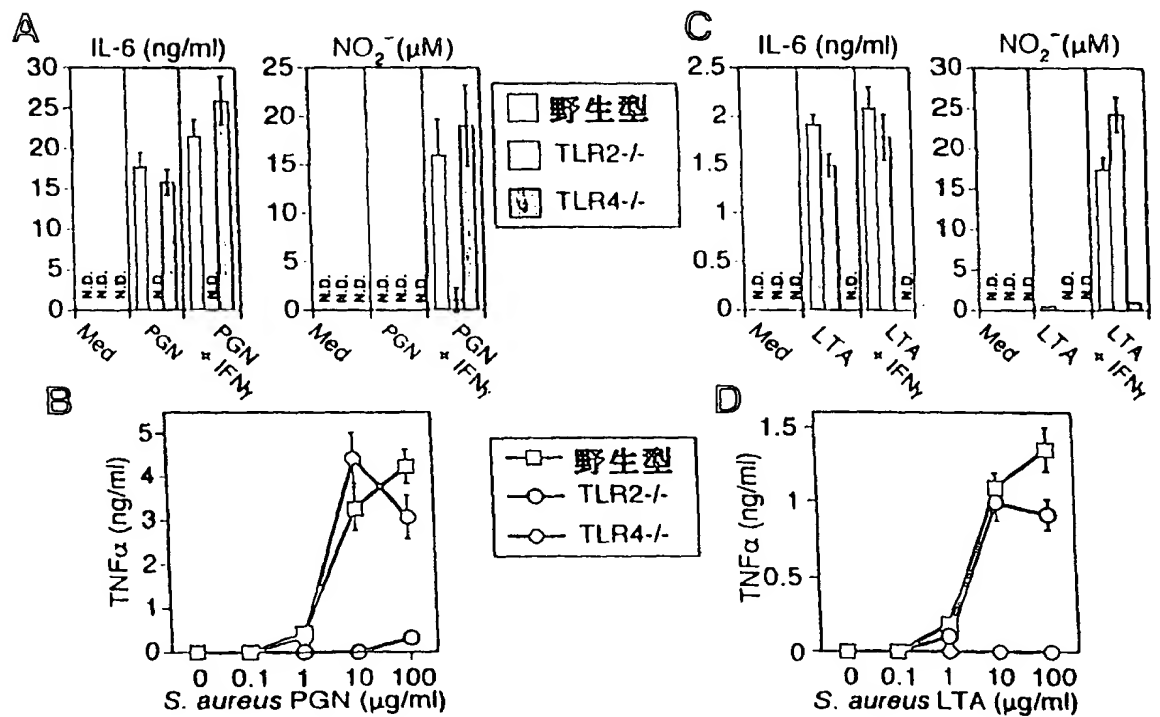 A
IL-6 (ng/ml)
30
25
20
15
10
5
0
N.D.
N.D.
N.D.
N.D.
N.D.
Med
PGN
PGN
+ IFNγ
NO₂⁻(μM)
25
20
15
10
5
0
N.D.
N.D.
N.D.
N.D.
N.D.
N.D.
Med
PGN
PGN
+ IFNγ
野生型
TLR2-/-
TLR4-/-
C
IL-6 (ng/ml)
2.5
2
1.5
1
0.5
0
N.D.
N.D.
N.D.
N.D.
N.D.
Med
LTA
LTA
+ IFNγ
NO₂⁻(μM)
30
25
20
15
10
5
0
N.D.
N.D.
N.D.
N.D.
N.D.
Med
LTA
LTA
+ IFNγ
B
TNFα (ng/ml)
5
4
3
2
1
0
0 0.1 1 10 100
S. aureus PGN (μg/ml)
野生型
TLR2-/-
TLR4-/-
D
TNFα (ng/ml)
1.5
1
0.5
0
0 0.1 1 10 100
S. aureus LTA (μg/ml)